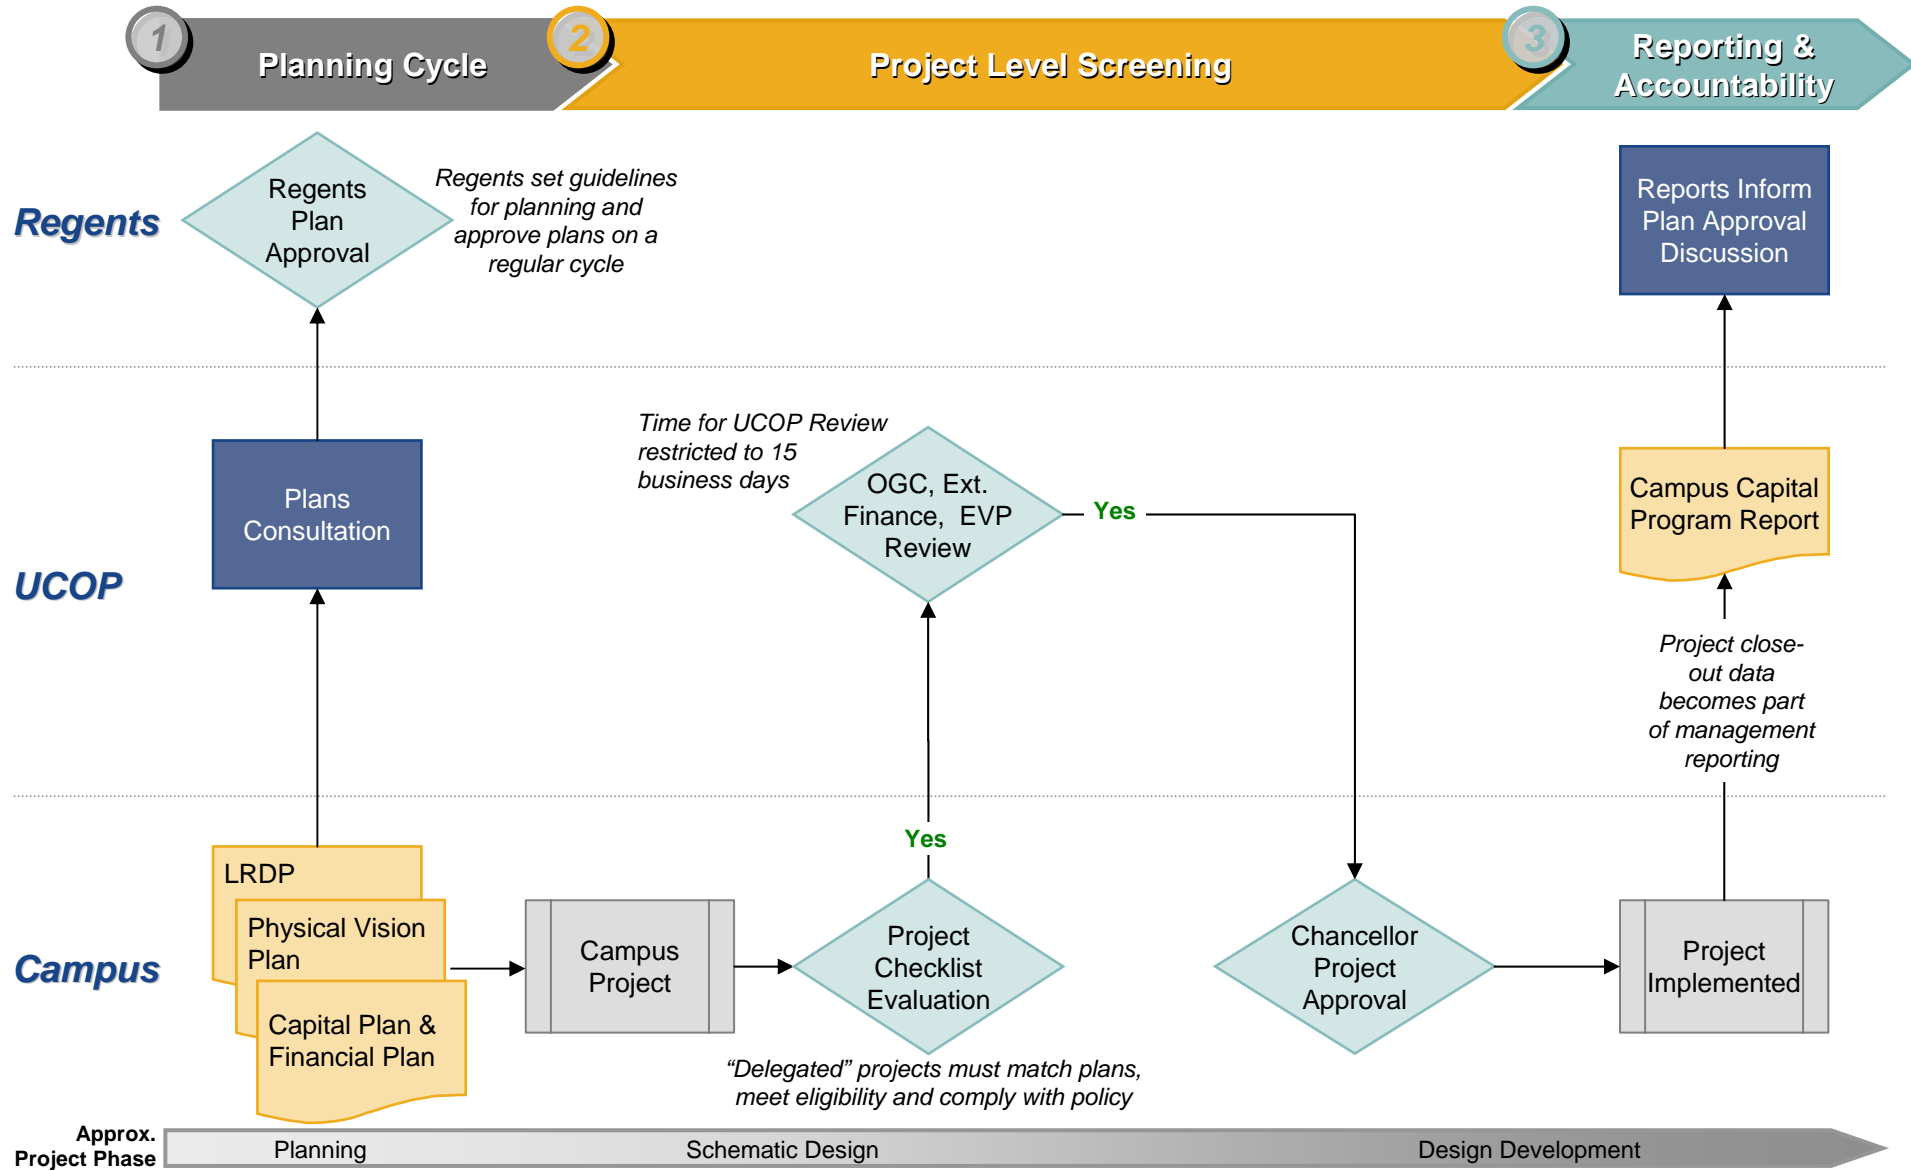 1
Planning Cycle
2
Project Level Screening
3
Reporting &
Accountability
Regents
Regents
Plan
Approval
Regents set guidelines
for planning and
approve plans on a
regular cycle
Reports Inform
Plan Approval
Discussion
UCOP
Plans
Consultation
Time for UCOP Review
restricted to 15
business days
OGC, Ext.
Finance, EVP
Review
Yes
Campus Capital
Program Report
Project close-
out data
becomes part
of management
reporting
Campus
LRDP
Physical Vision
Plan
Capital Plan &
Financial Plan
Campus
Project
Yes
Project
Checklist
Evaluation
“Delegated” projects must match plans,
meet eligibility and comply with policy
Chancellor
Project
Approval
Project
Implemented
Approx.
Project Phase
Planning
Schematic Design
Design Development